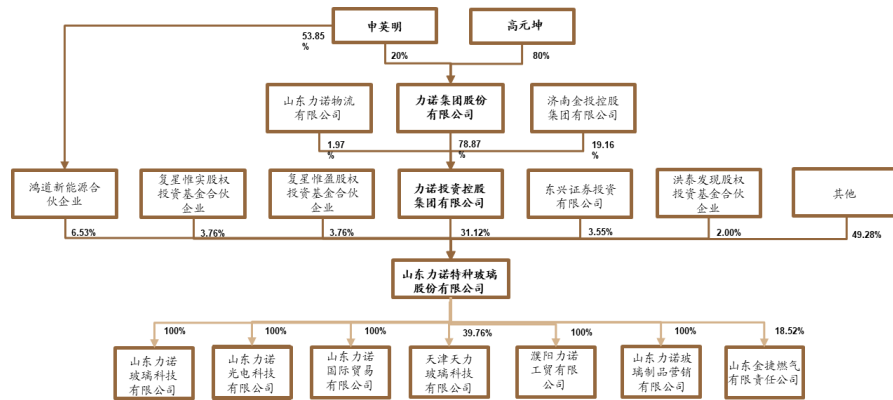 申英明
高元坤
53.85
%
20%
80%
山东力诺物流
有限公司
力诺集团股份
有限公司
济南金投控股
集团有限公司
1.97
%
78.87
%
19.16
%
鸿道新能源合
伙企业
复星惟实股权
投资基金合伙
企业
复星惟盈股权
投资基金合伙
企业
力诺投资控股
集团有限公司
东兴证券投资
有限公司
洪泰发现股权
投资基金合伙
企业
其他
6.53%
3.76%
3.76%
31.12%
3.55%
2.00%
49.28%
山东力诺特种玻璃
股份有限公司
100%
100%
100%
39.76%
100%
100%
18.52%
山东力诺
玻璃科技
有限公司
山东力诺
光电科技
有限公司
山东力诺
国际贸易
有限公司
天津天力
玻璃科技
有限公司
濮阳力诺
工贸有限
公司
山东力诺玻
璃制品营销
有限公司
山东金捷燃气
有限责任公司